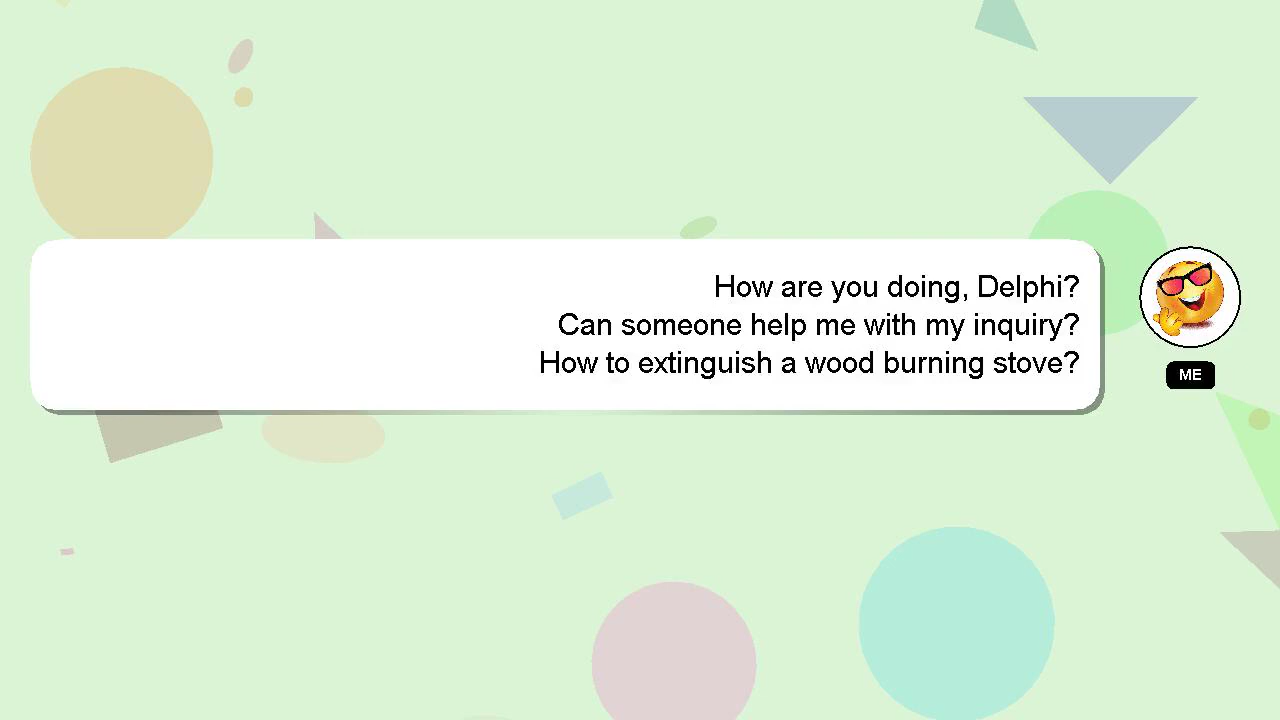 How are you doing, Delphi?
Can someone help me with my inquiry?
How to extinguish a wood burning stove?
ME